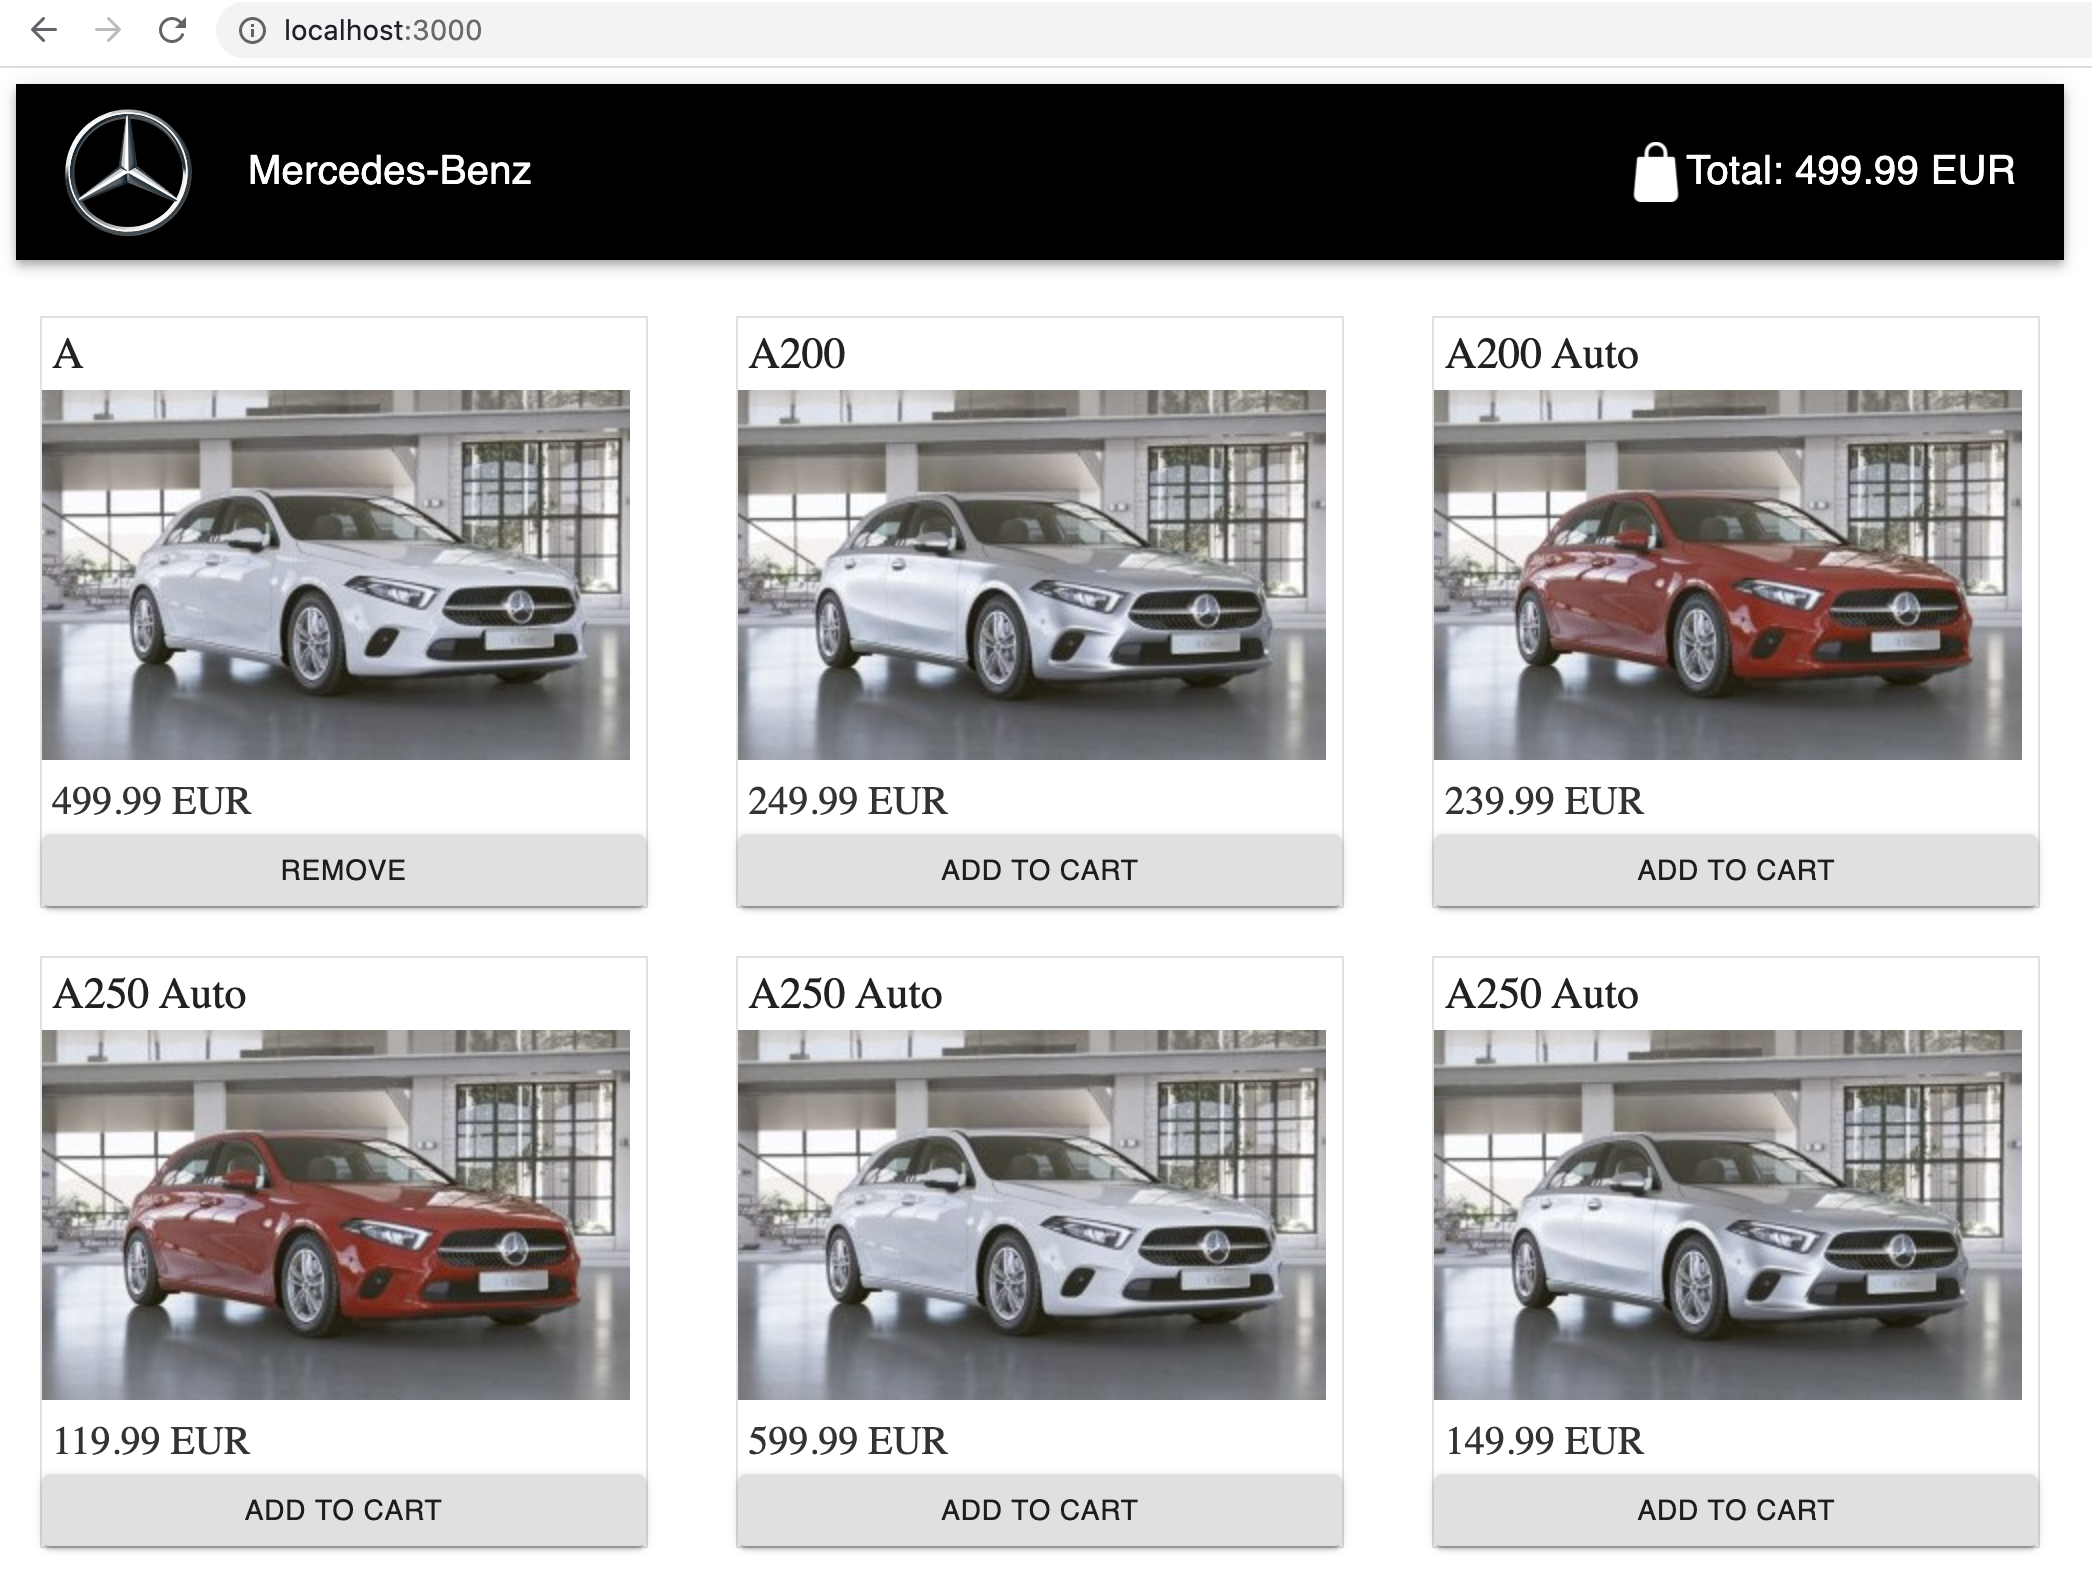 localhost:3000
Mercedes-Benz
Total: 499.99 EUR
A
A200
A200 Auto
499.99 EUR
249.99 EUR
239.99 EUR
REMOVE
ADD TO CART
ADD TO CART
A250 Auto
A250 Auto
A250 Auto
119.99 EUR
599.99 EUR
149.99 EUR
ADD TO CART
ADD TO CART
ADD TO CART